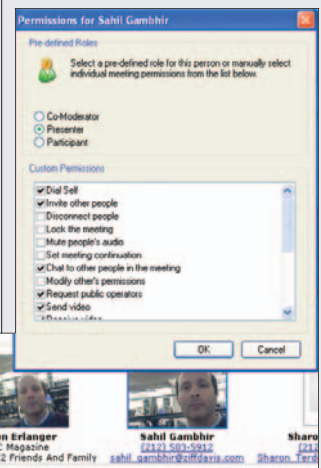 Permissions for Sahil Gambhir
Pre-defined Roles
Select a pre-defined role for this person or manually select
individual meeting permissions from the list below.
Co-Moderator
Presenter
Participant
Custom Permissions
Dial Self
Invite other people
Disconnect people
Lock the meeting
Mute people's audio
Set meeting continuation
Chat to other people in the meeting
Modify other's permissions
Request public operators
Send video
OK Cancel
n Erlanger Sahil Gambhir Sharo
C Magazine (212) 503-5912 (212
2 Friends And Family sahil_gambhir@ziffdavis.com Sharon_Terd